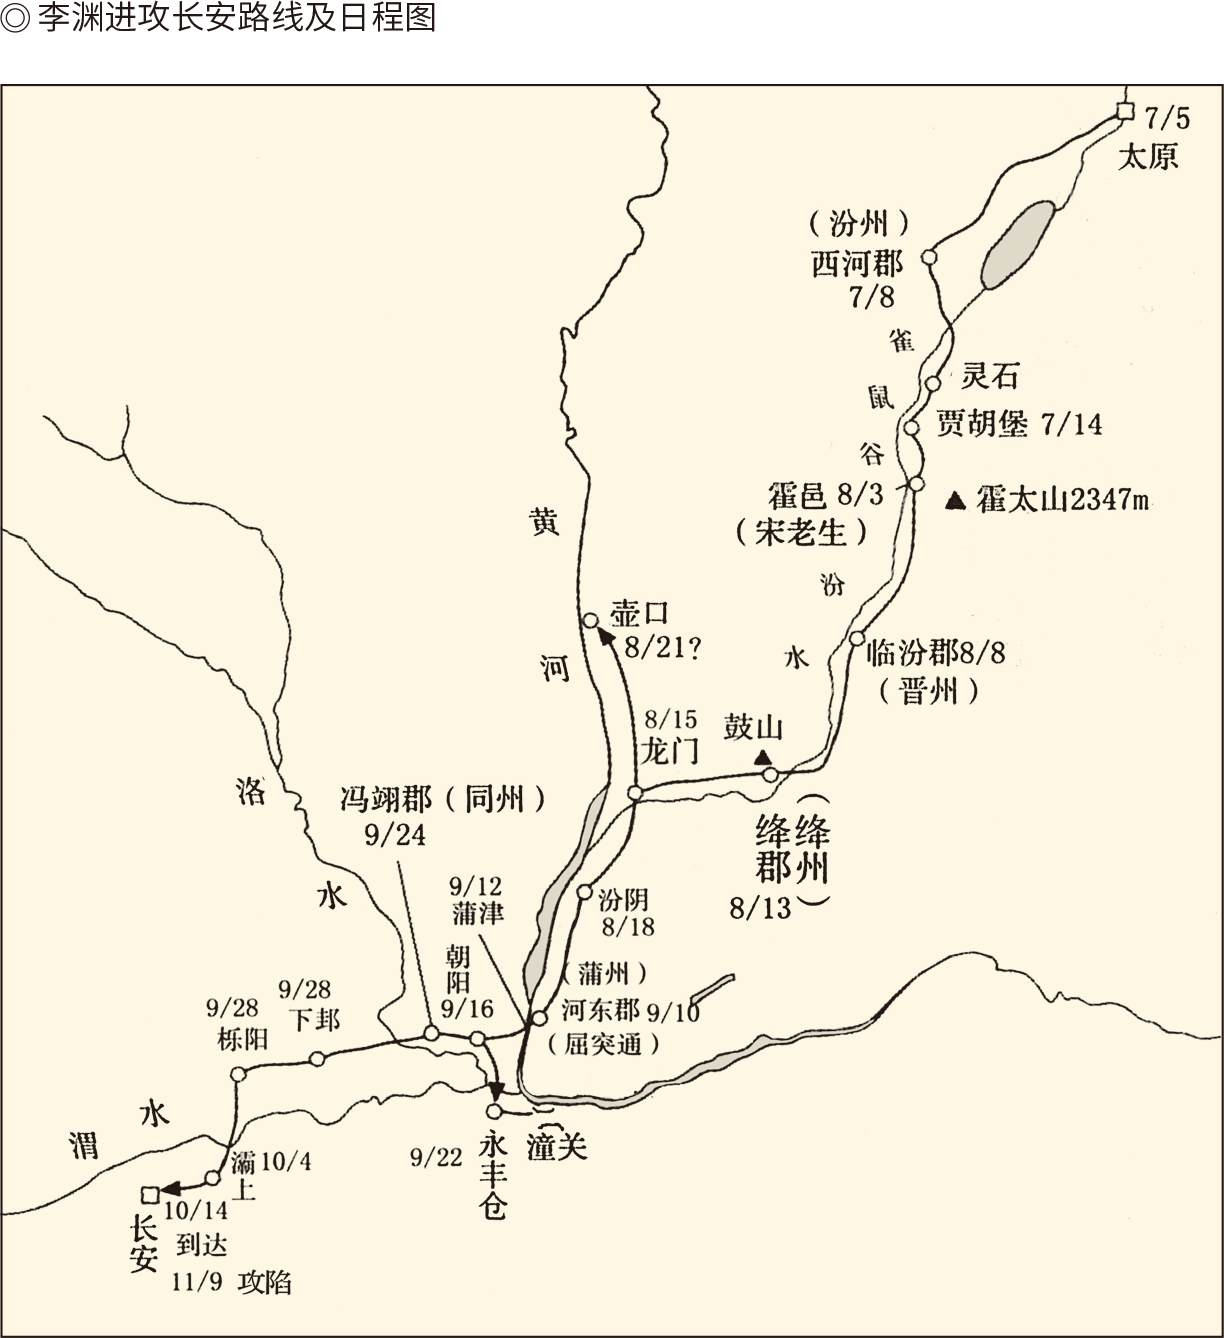 ◎ 李渊进攻长安路线及日程图
7/5
太原
（汾州）
西河郡
7/8
雀鼠谷
灵石
贾胡堡 7/14
霍邑 8/3
（宋老生）
▲ 霍太山2347m
汾水
黄河
壶口
8/21?
临汾郡8/8
（晋州）
8/15
龙门
鼓山
（绛州）
绛郡
8/13
洛水
冯翊郡（同州）
9/24
9/12
蒲津
汾阴
8/18
朝阳
9/16
（蒲州）
河东郡 9/10
（屈突通）
9/28
下邽
9/28
栎阳
渭水
9/22
永丰仓
潼关
灞上
10/4
长安
10/14
到达
11/9 攻陷